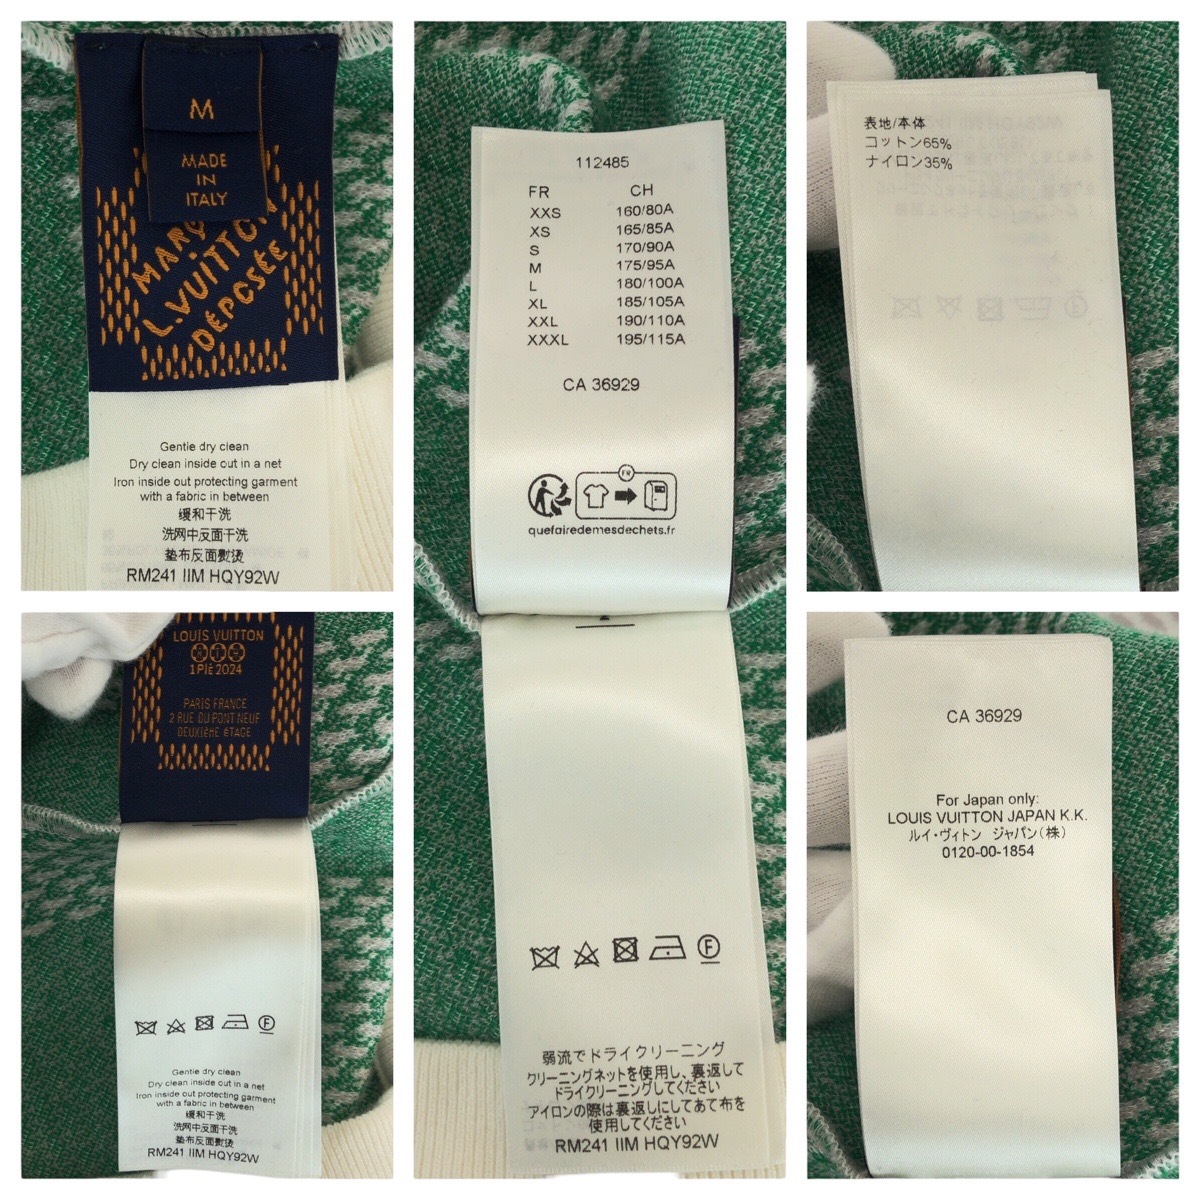 M
MADE
IN
ITALY
L.VUITTON
DÉPOSÉE
Gentle dry clean
Dry clean inside out in a net
Iron inside out protecting garment
with a fabric in between
缓和干洗
洗网中反面干洗
垫布反面熨烫
RM241 IIM HQY92W
112485
FR CH
XXS 160/80A
XS 165/85A
S 170/90A
M 175/95A
L 180/100A
XL 185/105A
XXL 190/110A
XXXL 195/115A
CA 36929
FR
quefairedemesdechets.fr
弱流でドライクリーニング
クリーニングネットを使用し、裏返して
ドライクリーニングしてください
アイロンの際は裏返しにしてあて布を
使用してください
RM241 IIM HQY92W
表地/本体
コットン65%
ナイロン35%
LOUIS VUITTON
1 P/É 2024
PARIS FRANCE
2 RUE DU PONT NEUF
DEUXIÈME ÉTAGE
F
Gentle dry clean
Dry clean inside out in a net
Iron inside out protecting garment
with a fabric in between
缓和干洗
洗网中反面干洗
垫布反面熨烫
RM241 IIM HQY92W
CA 36929
For Japan only:
LOUIS VUITTON JAPAN K.K.
ルイ・ヴィトン ジャパン(株)
0120-00-1854